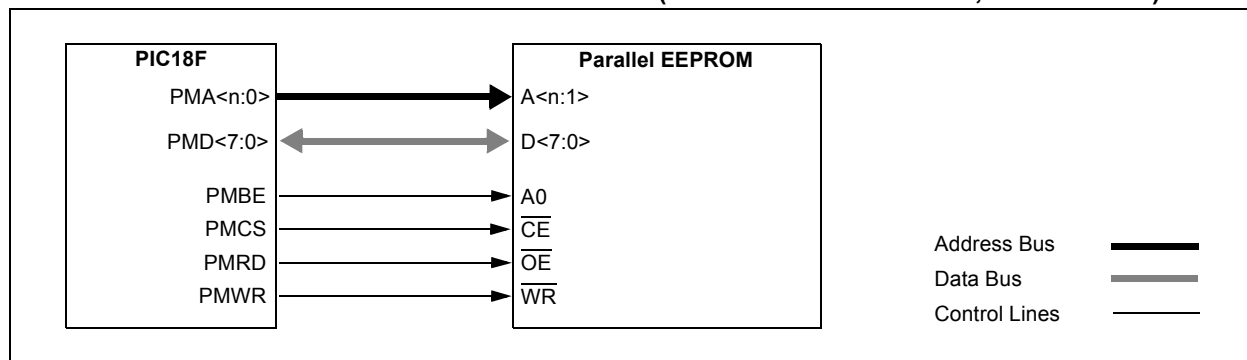 PIC18F
Parallel EEPROM
PMA<n:0>
A<n:1>
PMD<7:0>
D<7:0>
PMBE
A0
PMCS
CE
PMRD
OE
PMWR
WR
Address Bus
Data Bus
Control Lines